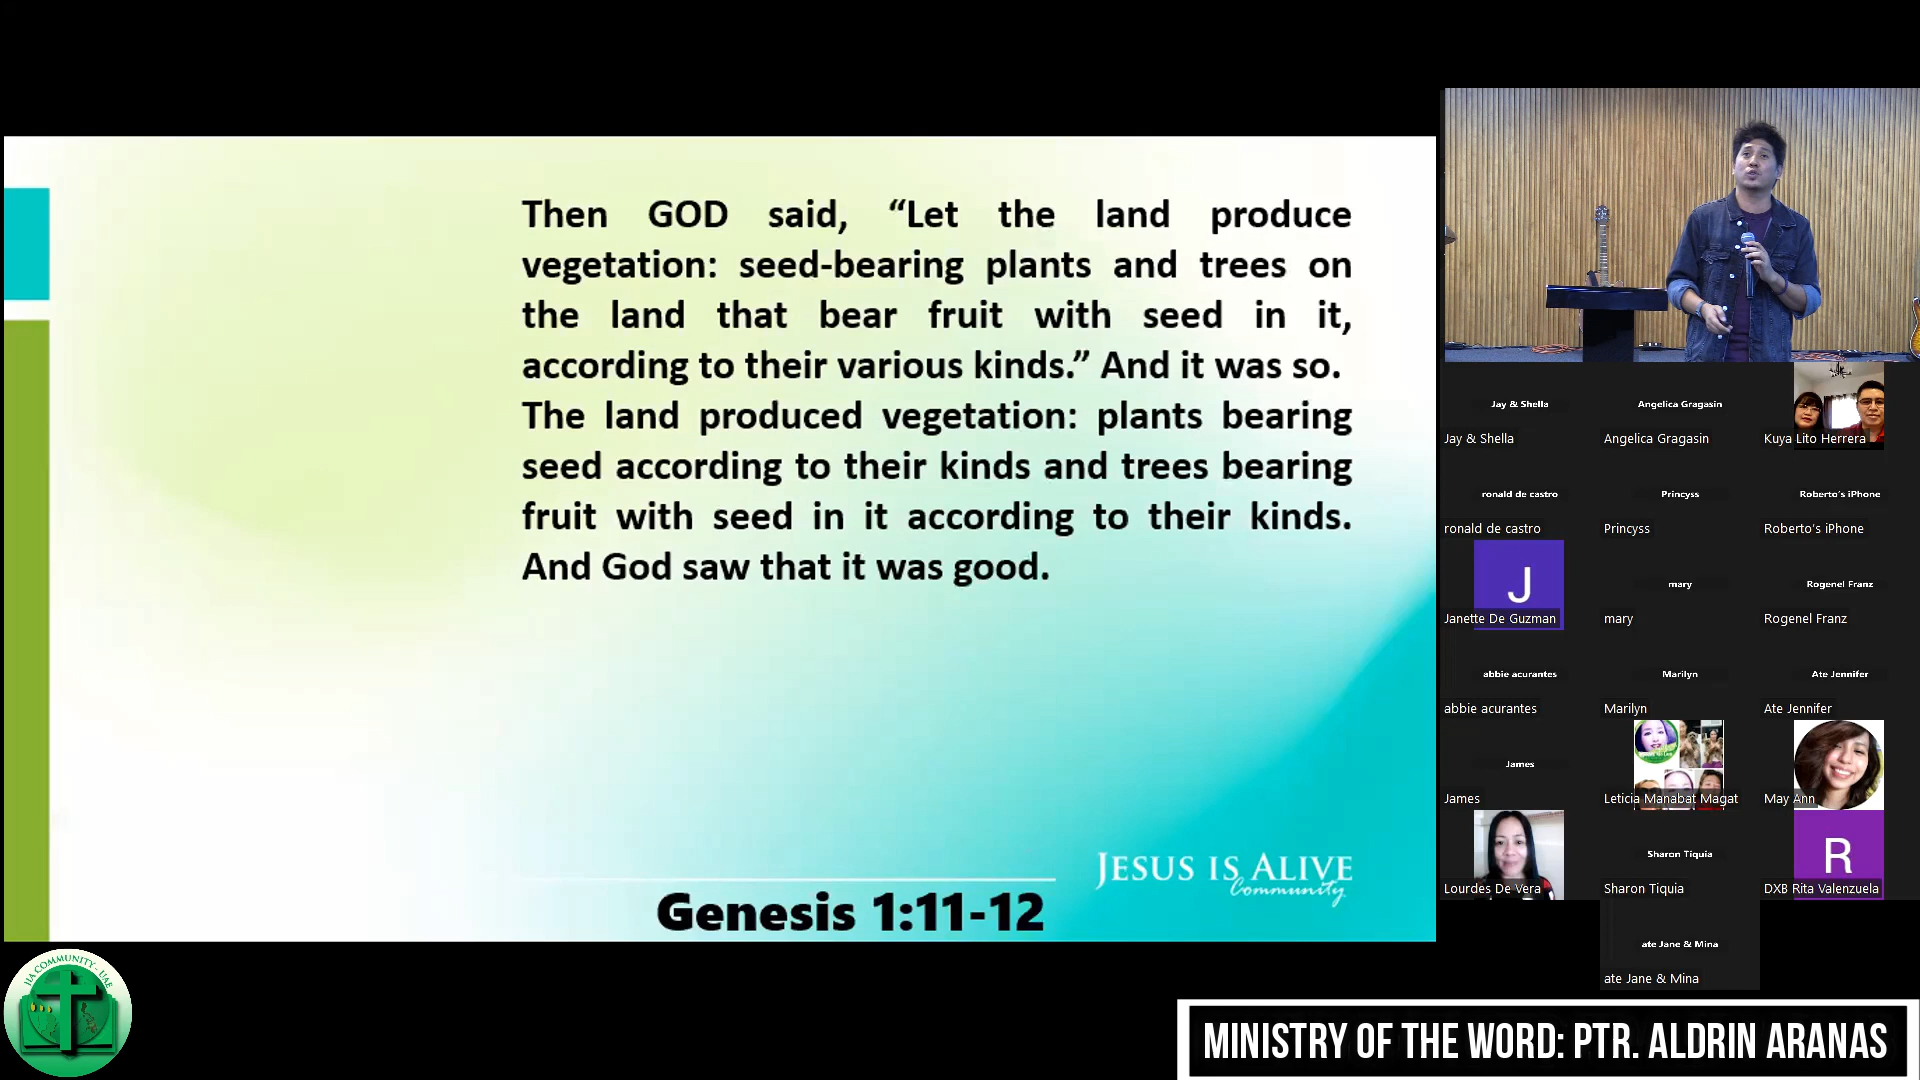 Then GOD said, “Let the land produce
vegetation: seed-bearing plants and trees on
the land that bear fruit with seed in it,
according to their various kinds.” And it was so.
The land produced vegetation: plants bearing
seed according to their kinds and trees bearing
fruit with seed in it according to their kinds.
And God saw that it was good.
JESUS IS ALIVE
Community
Genesis 1:11-12
Jay & Shella
Jay & Shella
Angelica Gragasin
Angelica Gragasin
Kuya Lito Herrera
ronald de castro
ronald de castro
Princyss
Princyss
Roberto's iPhone
Roberto's iPhone
J
Janette De Guzman
mary
mary
Rogenel Franz
Rogenel Franz
abbie acurantes
abbie acurantes
Marilyn
Marilyn
Ate Jennifer
Ate Jennifer
James
James
Leticia Manabat Magat
May Ann
Lourdes De Vera
Sharon Tiquia
Sharon Tiquia
R
DXB Rita Valenzuela
ate Jane & Mina
ate Jane & Mina
JIA COMMUNITY - UAE
MINISTRY OF THE WORD: PTR. ALDRIN ARANAS